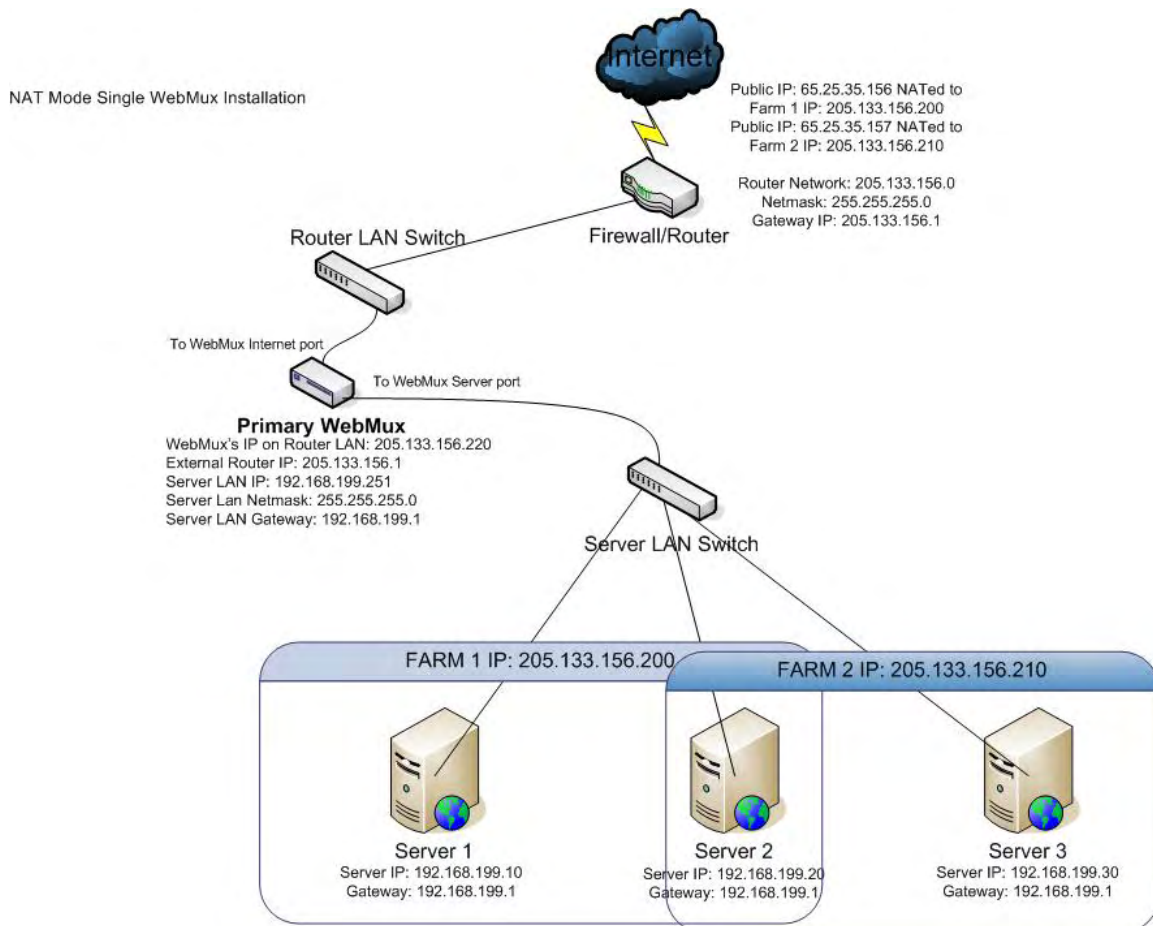 Internet
NAT Mode Single WebMux Installation
Public IP: 65.25.35.156 NATed to
Farm 1 IP: 205.133.156.200
Public IP: 65.25.35.157 NATed to
Farm 2 IP: 205.133.156.210
Router Network: 205.133.156.0
Netmask: 255.255.255.0
Gateway IP: 205.133.156.1
Firewall/Router
Router LAN Switch
To WebMux Internet port
To WebMux Server port
Primary WebMux
WebMux's IP on Router LAN: 205.133.156.220
External Router IP: 205.133.156.1
Server LAN IP: 192.168.199.251
Server Lan Netmask: 255.255.255.0
Server LAN Gateway: 192.168.199.1
Server LAN Switch
FARM 1 IP: 205.133.156.200
FARM 2 IP: 205.133.156.210
Server 1
Server IP: 192.168.199.10
Gateway: 192.168.199.1
Server 2
Server IP: 192.168.199.20
Gateway: 192.168.199.1
Server 3
Server IP: 192.168.199.30
Gateway: 192.168.199.1